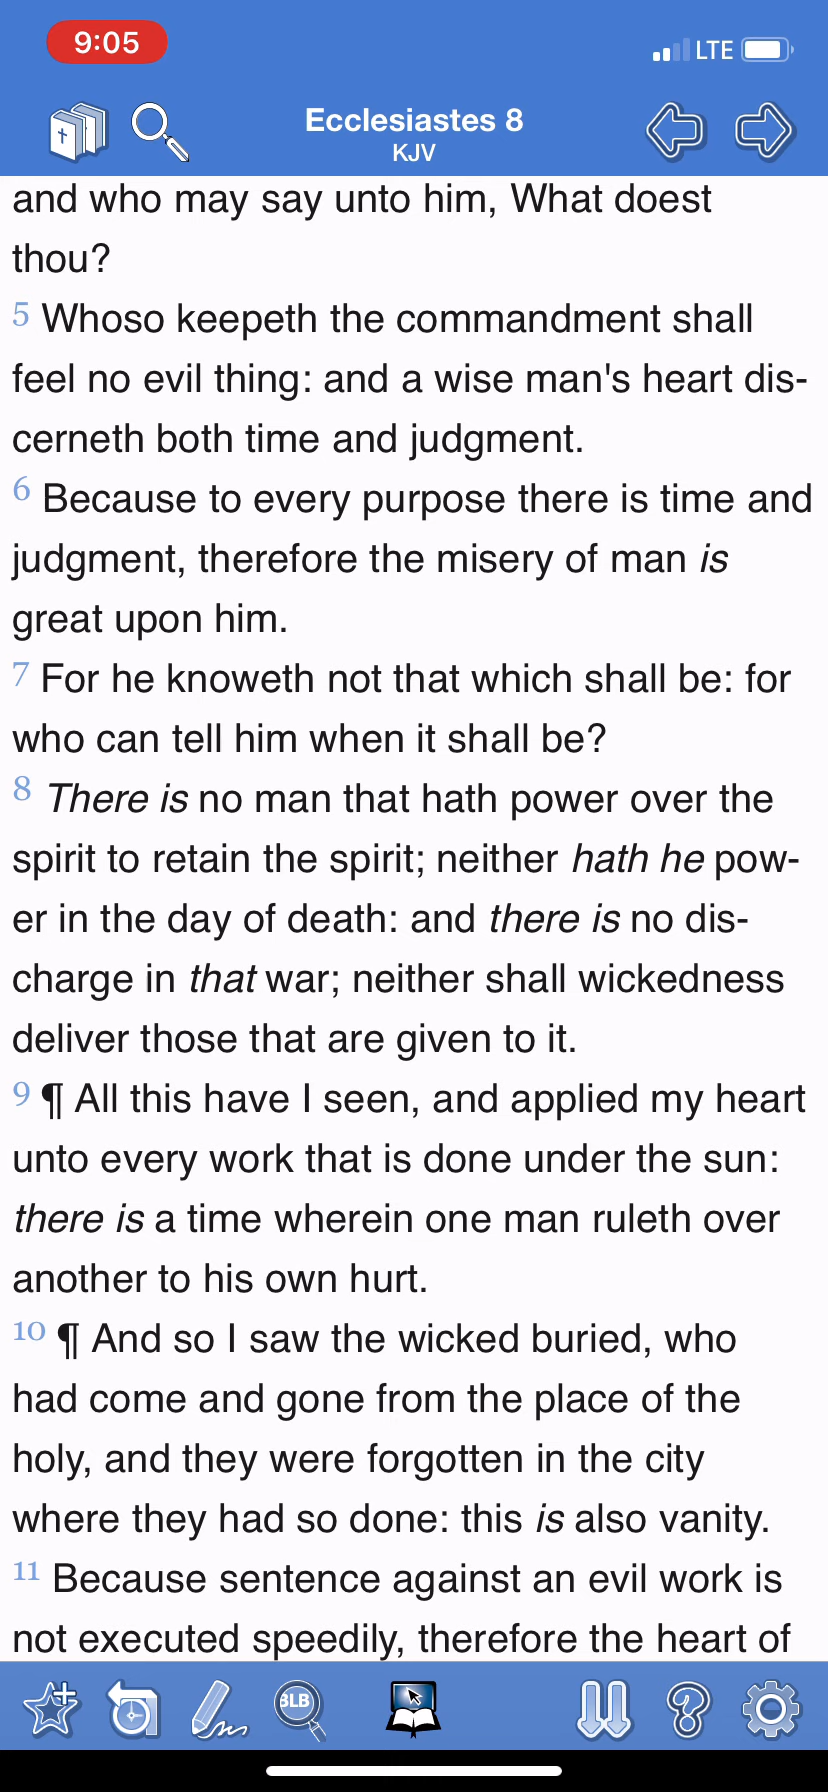 9:05
LTE
Ecclesiastes 8
KJV
and who may say unto him, What doest
thou?
5 Whoso keepeth the commandment shall
feel no evil thing: and a wise man's heart dis-
cerneth both time and judgment.
6 Because to every purpose there is time and
judgment, therefore the misery of man is
great upon him.
7 For he knoweth not that which shall be: for
who can tell him when it shall be?
8 There is no man that hath power over the
spirit to retain the spirit; neither hath he pow-
er in the day of death: and there is no dis-
charge in that war; neither shall wickedness
deliver those that are given to it.
9 ¶ All this have I seen, and applied my heart
unto every work that is done under the sun:
there is a time wherein one man ruleth over
another to his own hurt.
10 ¶ And so I saw the wicked buried, who
had come and gone from the place of the
holy, and they were forgotten in the city
where they had so done: this is also vanity.
11 Because sentence against an evil work is
not executed speedily, therefore the heart of
BLB